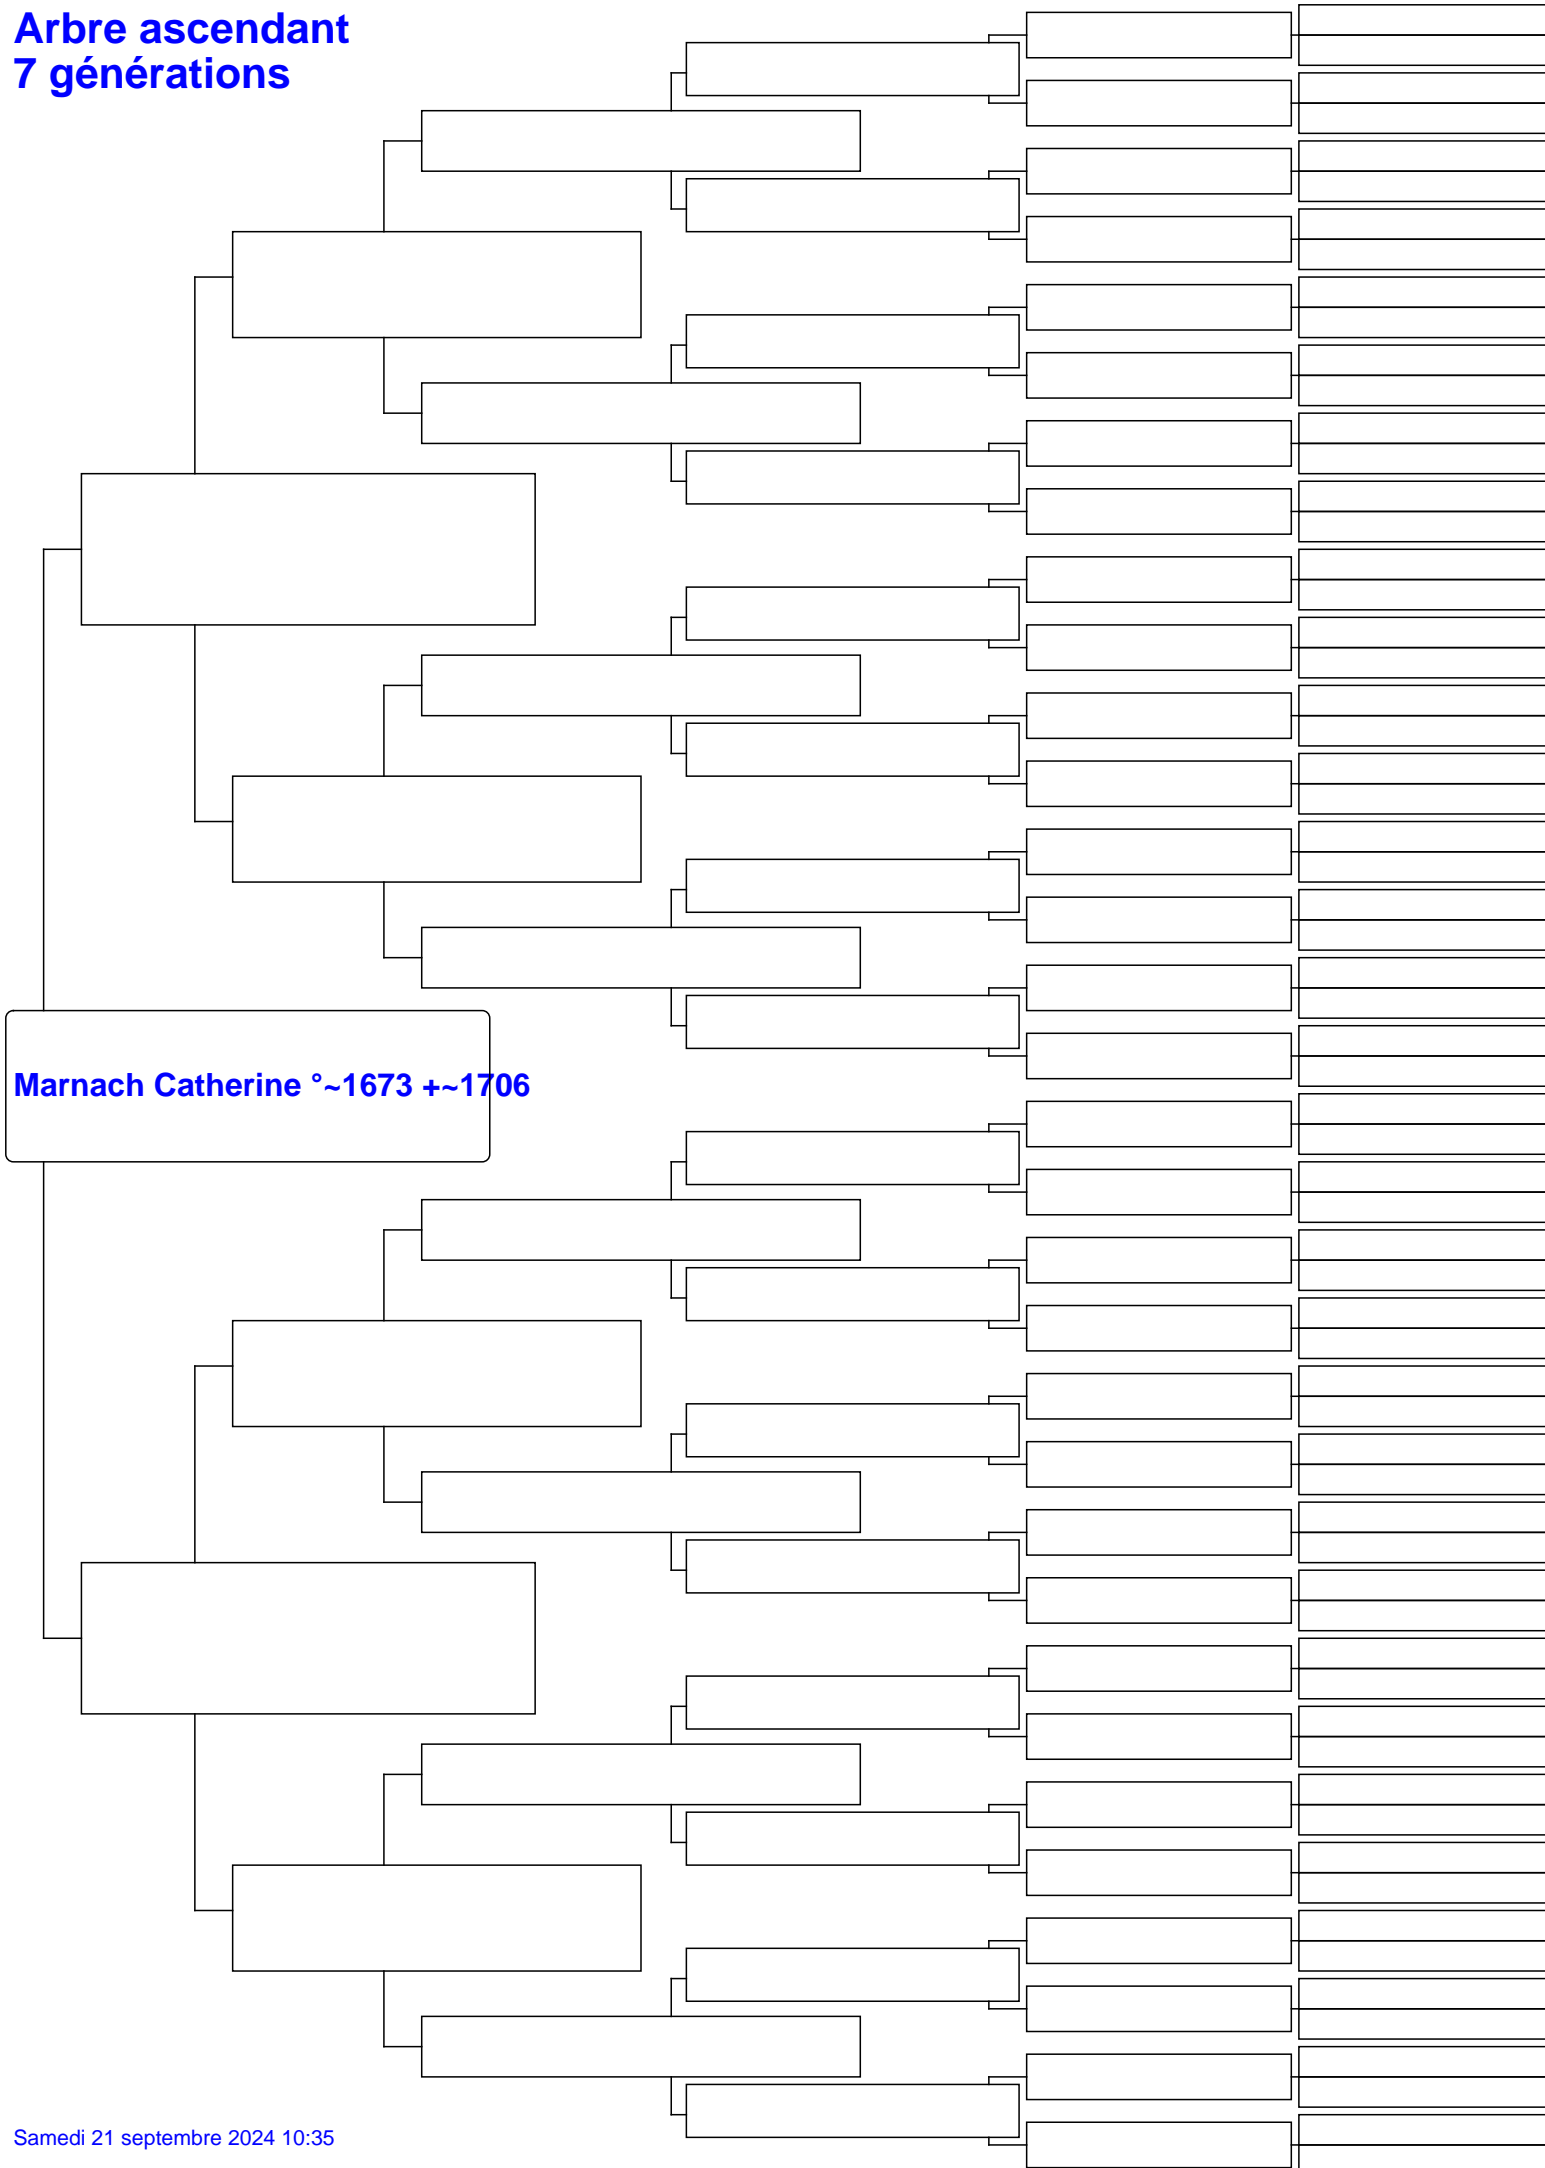 Arbre ascendant
7 générations
Marnach Catherine °~1673 +~1706
Samedi 21 septembre 2024 10:35